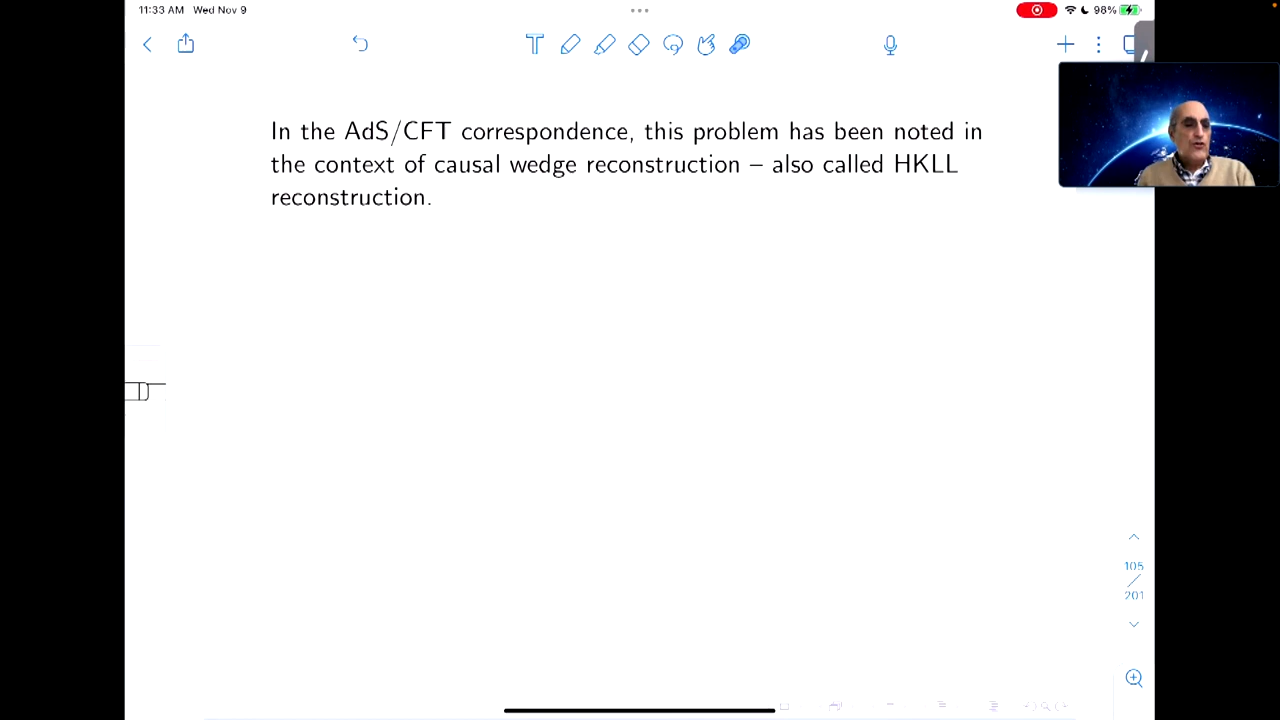 11:33 AM Wed Nov 9
98%
In the AdS/CFT correspondence, this problem has been noted in
the context of causal wedge reconstruction – also called HKLL
reconstruction.
105
201